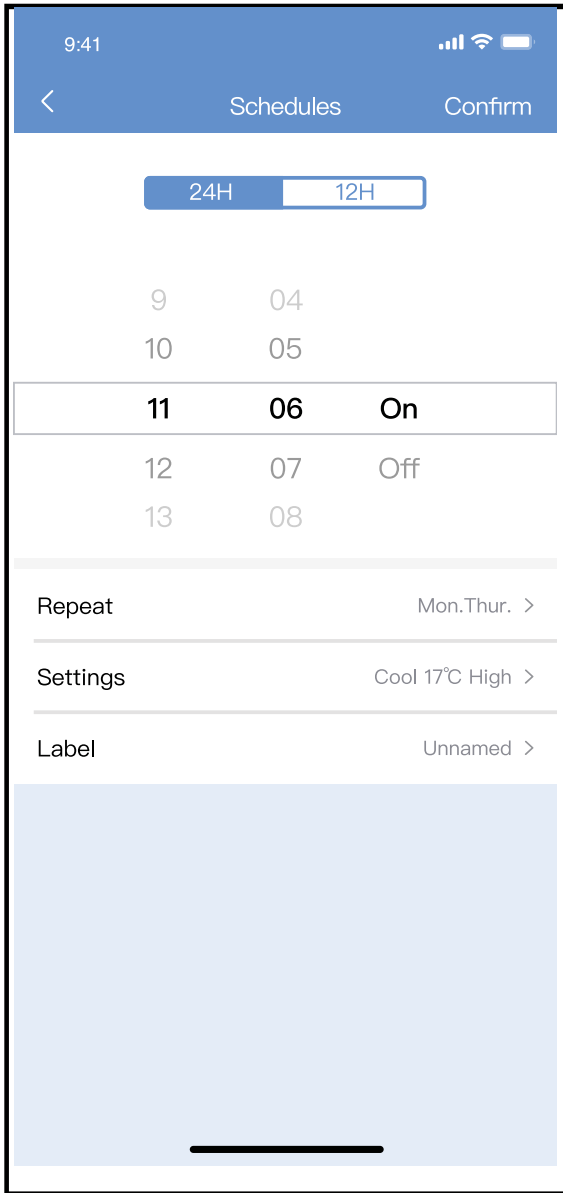 9:41
Schedules Confirm
24H 12H
9 04
10 05
11 06 On
12 07 Off
13 08
Repeat Mon.Thur. >
Settings Cool 17℃ High >
Label Unnamed >